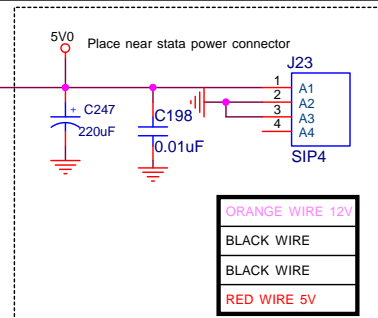 5V0
Place near stata power connector
J23
1
A1
2
A2
3
A3
4
A4
SIP4
+
C247
220uF
C198
0.01uF
ORANGE WIRE 12V
BLACK WIRE
BLACK WIRE
RED WIRE 5V